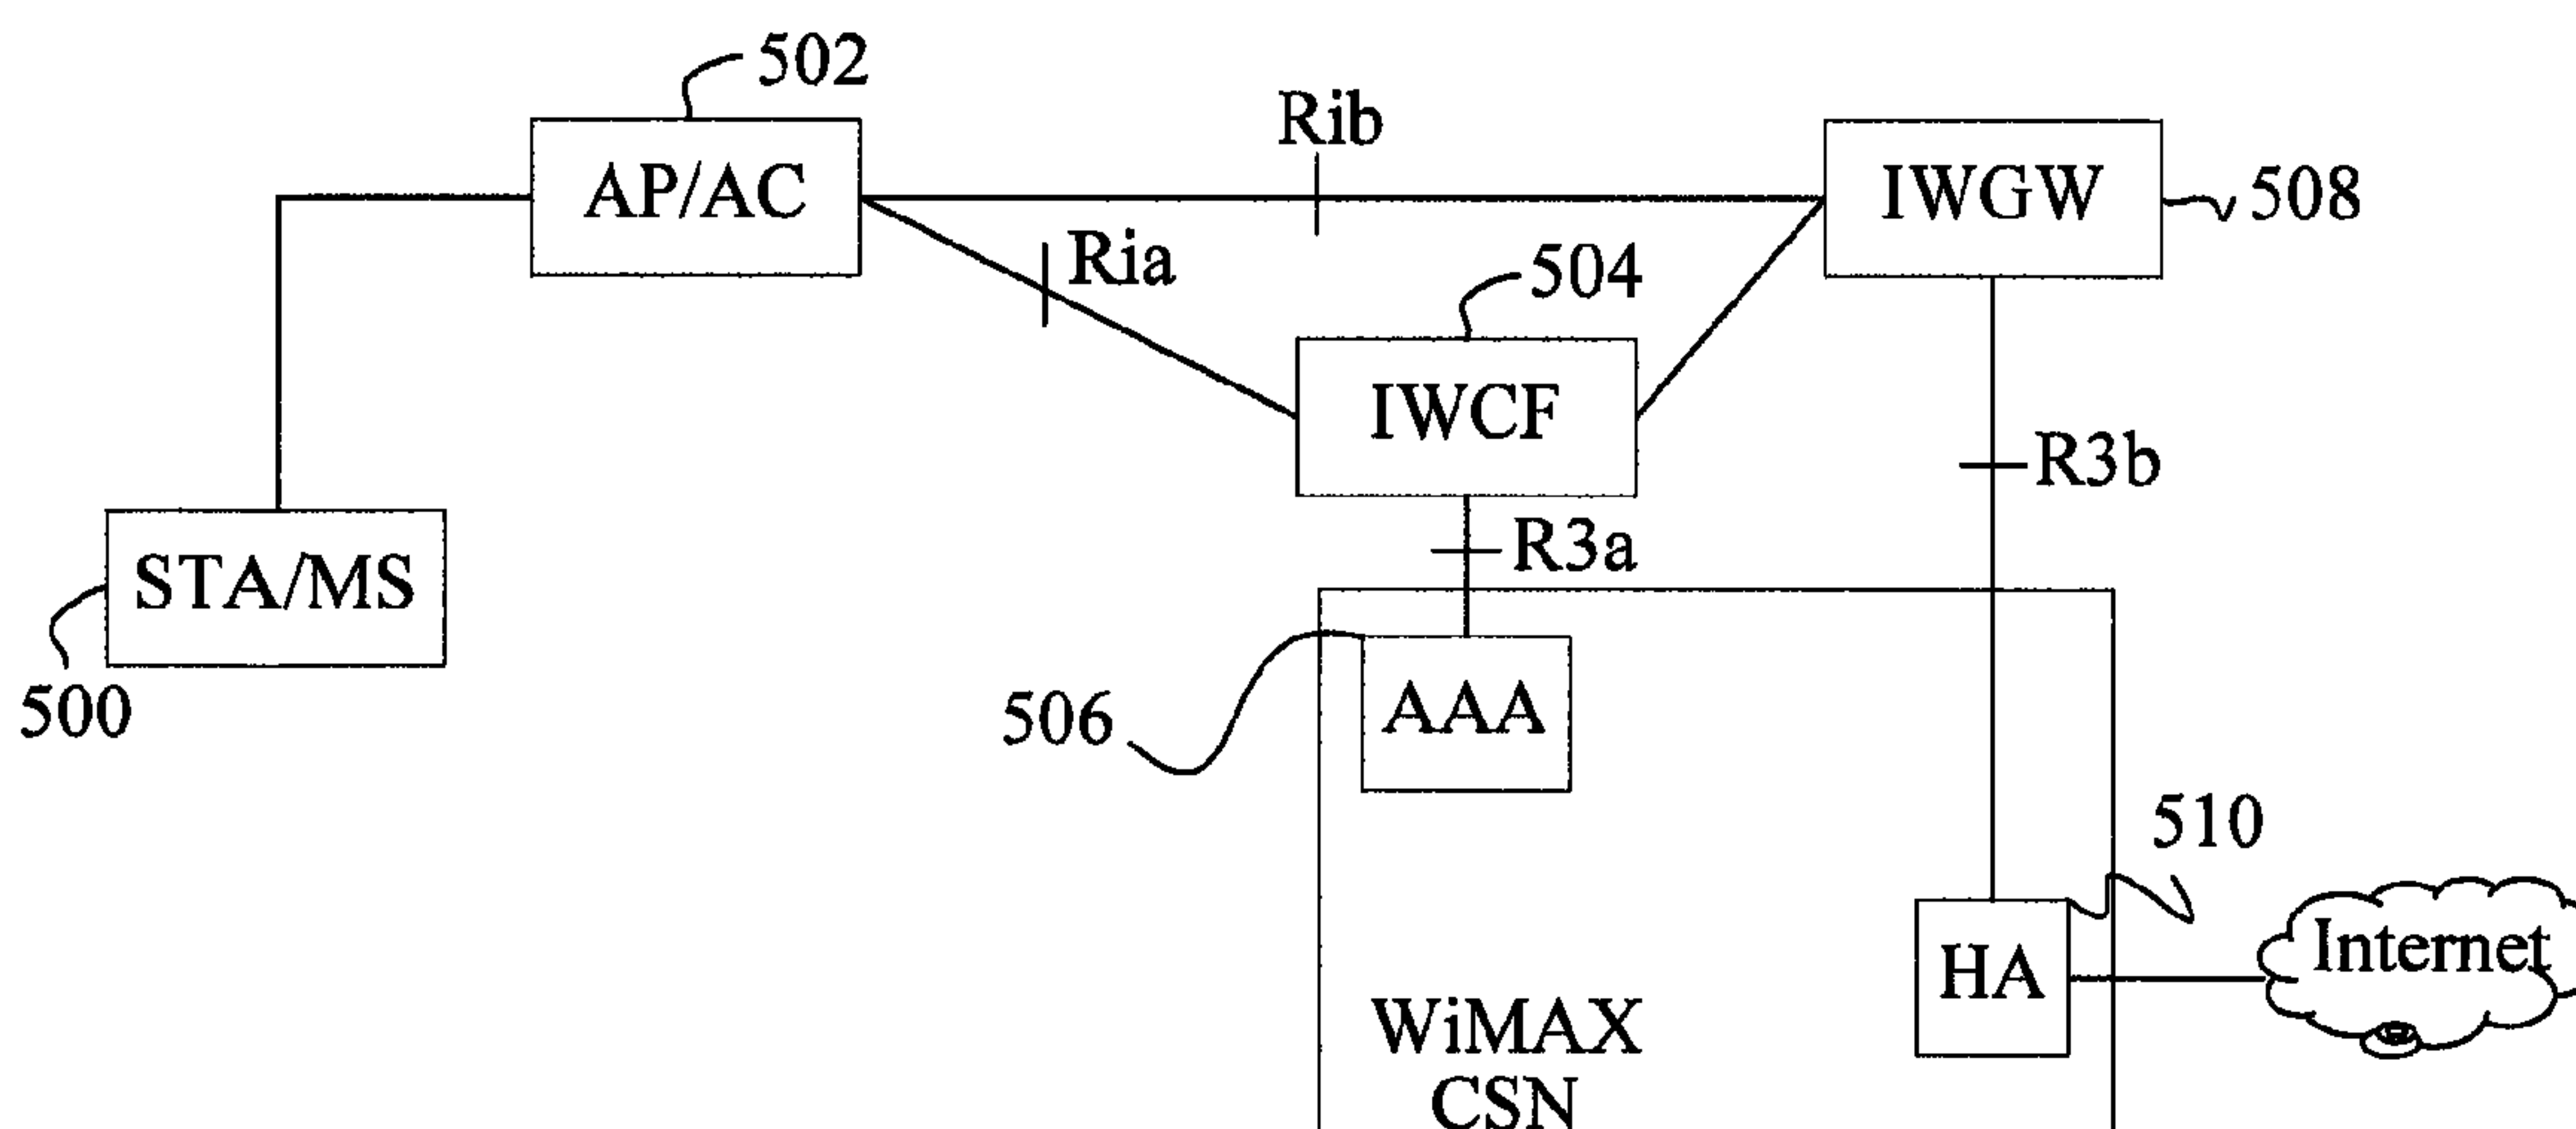 502
Rib
AP/AC
IWGW
508
Ria
504
IWCF
R3b
R3a
STA/MS
500
506
AAA
510
HA
Internet
WiMAX
CSN